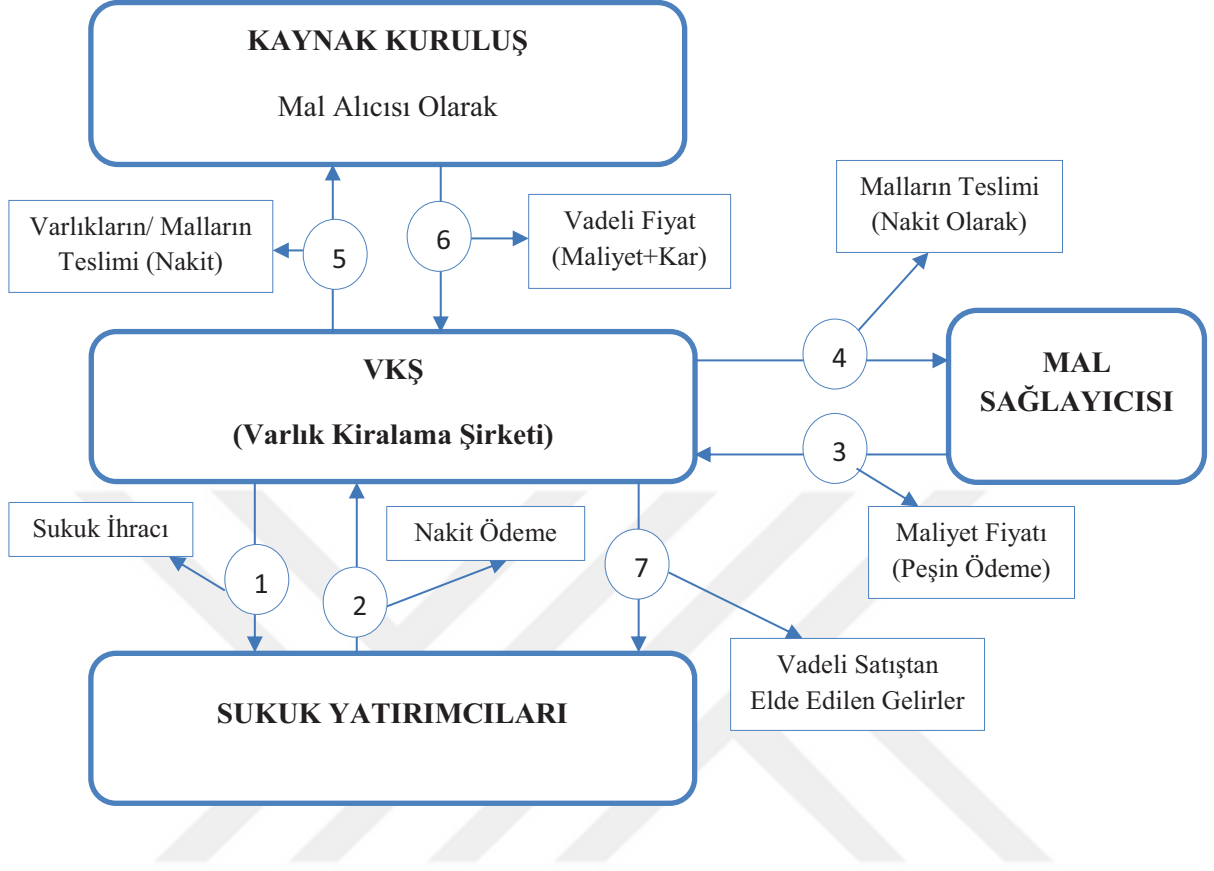 KAYNAK KURULUŞ
Mal Alıcısı Olarak
Malların Teslimi
(Nakit Olarak)
Varlıkların/ Malların
Teslimi (Nakit)
5
6
Vadeli Fiyat
(Maliyet+Kar)
4
VKŞ
(Varlık Kiralama Şirketi)
MAL
SAĞLAYICISI
3
Sukuk İhracı
Nakit Ödeme
Maliyet Fiyatı
(Peşin Ödeme)
1
2
7
Vadeli Satıştan
Elde Edilen Gelirler
SUKUK YATIRIMCILARI